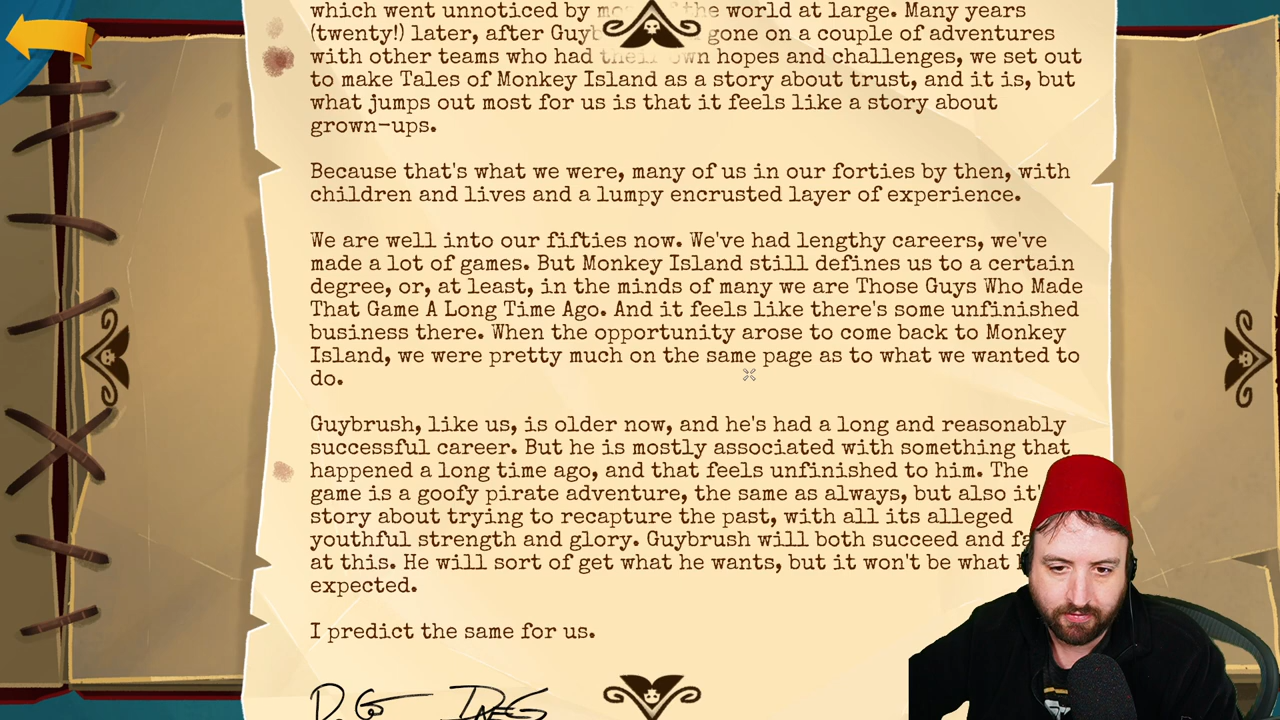 which went unnoticed by the world at large. Many years
(twenty!) later, after gone on a couple of adventures
with other teams who had their own hopes and challenges, we set out
to make Tales of Monkey Island as a story about trust, and it is, but
what jumps out most for us is that it feels like a story about
grown-ups.
Because that's what we were, many of us in our forties by then, with
children and lives and a lumpy encrusted layer of experience.
We are well into our fifties now. We've had lengthy careers, we've
made a lot of games. But Monkey Island still defines us to a certain
degree, or, at least, in the minds of many we are Those Guys Who Made
That Game A Long Time Ago. And it feels like there's some unfinished
business there. When the opportunity arose to come back to Monkey
Island, we were pretty much on the same page as to what we wanted to
do.
Guybrush, like us, is older now, and he's had a long and reasonably
successful career. But he is mostly associated with something that
happened a long time ago, and that feels unfinished to him. The
game is a goofy pirate adventure, the same as always, but also
story about trying to recapture the past, with all its alleged
youthful strength and glory. Guybrush will both succeed and
at this. He will sort of get what he wants, but it won't be what
expected.
I predict the same for us.